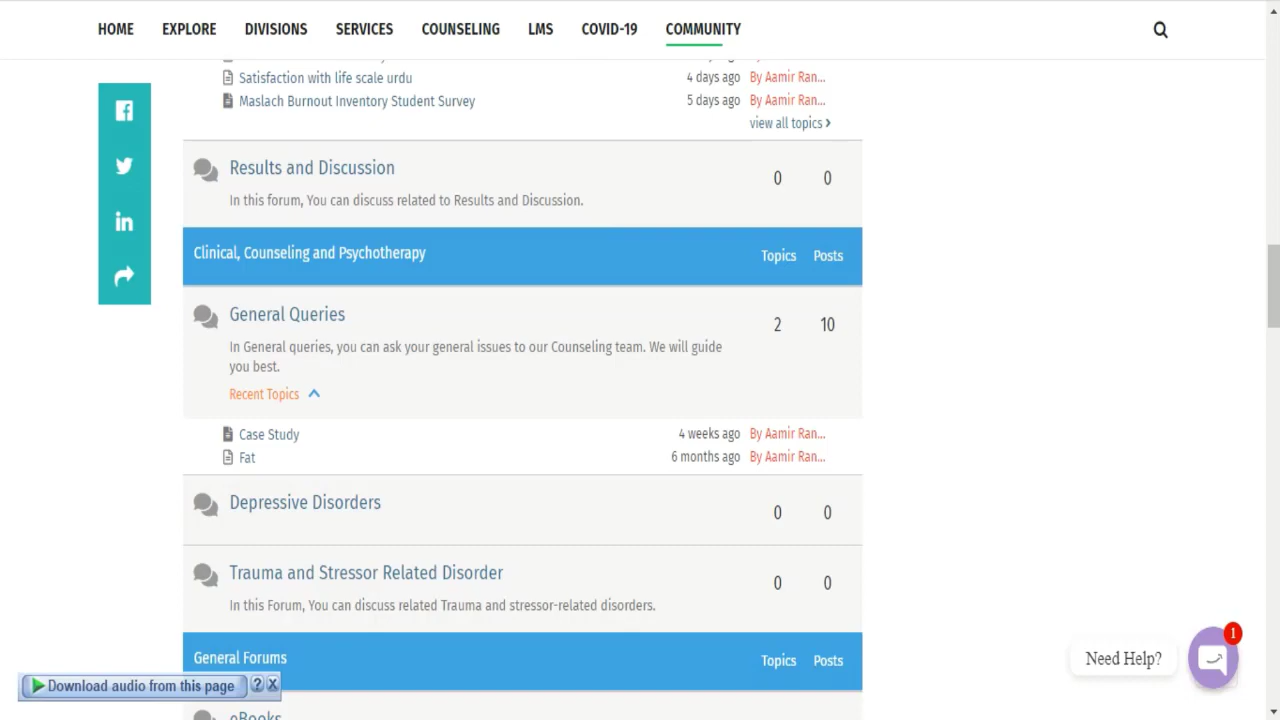 HOME EXPLORE DIVISIONS SERVICES COUNSELING LMS COVID-19 COMMUNITY
Satisfaction with life scale urdu 4 days ago By Aamir Ran...
Maslach Burnout Inventory Student Survey 5 days ago By Aamir Ran...
view all topics
Results and Discussion 0 0
In this forum, You can discuss related to Results and Discussion.
Clinical, Counseling and Psychotherapy Topics Posts
General Queries 2 10
In General queries, you can ask your general issues to our Counseling team. We will guide
you best.
Recent Topics
Case Study 4 weeks ago By Aamir Ran...
Fat 6 months ago By Aamir Ran...
Depressive Disorders 0 0
Trauma and Stressor Related Disorder 0 0
In this Forum, You can discuss related Trauma and stressor-related disorders.
General Forums Topics Posts
Download audio from this page ? X
eBooks
Need Help? 1